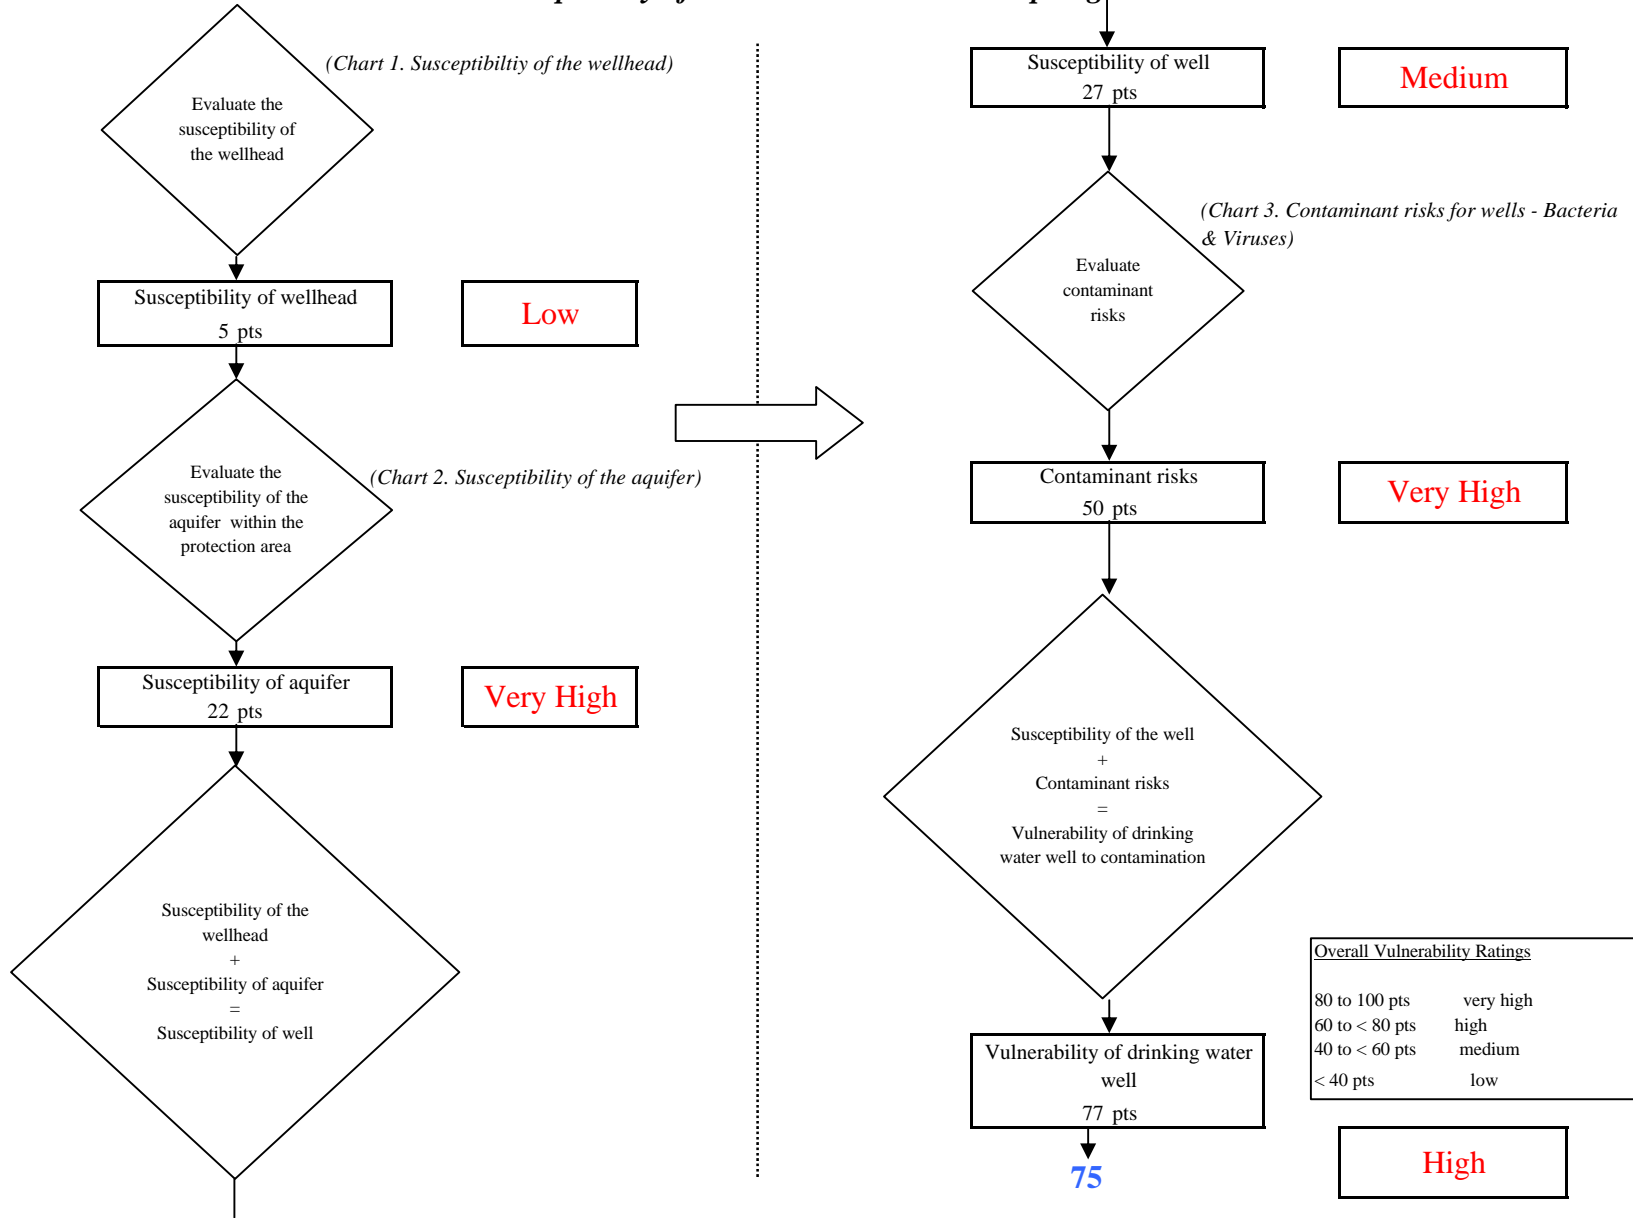 (Chart 1. Susceptibiltiy of the wellhead)
Evaluate the
susceptibility of
the wellhead
Susceptibility of wellhead
5 pts
Low
Evaluate the
susceptibility of the
aquifer within the
protection area
(Chart 2. Susceptibility of the aquifer)
Susceptibility of aquifer
22 pts
Very High
Susceptibility of the
wellhead
+
Susceptibility of aquifer
=
Susceptibility of well
Susceptibility of well
27 pts
Medium
(Chart 3. Contaminant risks for wells - Bacteria
& Viruses)
Evaluate
contaminant
risks
Contaminant risks
50 pts
Very High
Susceptibility of the well
+
Contaminant risks
=
Vulnerability of drinking
water well to contamination
Overall Vulnerability Ratings
80 to 100 pts very high
60 to < 80 pts high
40 to < 60 pts medium
< 40 pts low
Vulnerability of drinking water
well
77 pts
75
High